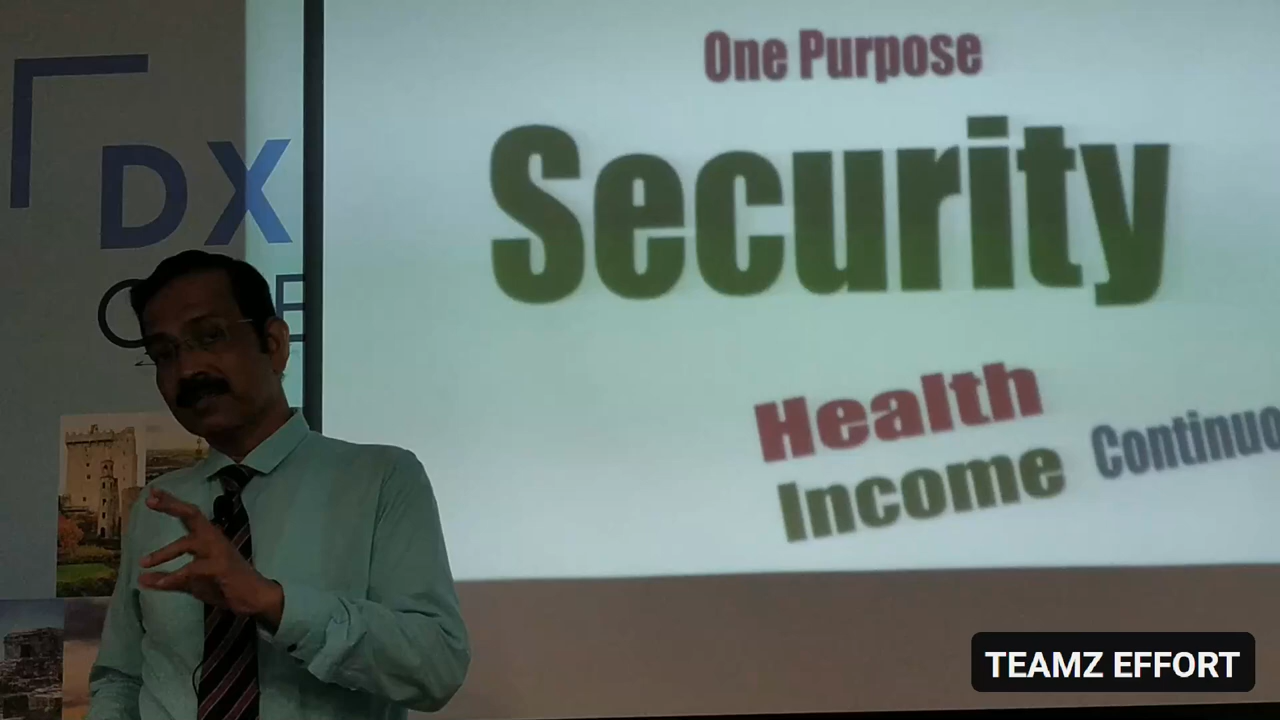 DX
One Purpose
Security
Health
Income
Continuo
TEAMZ EFFORT